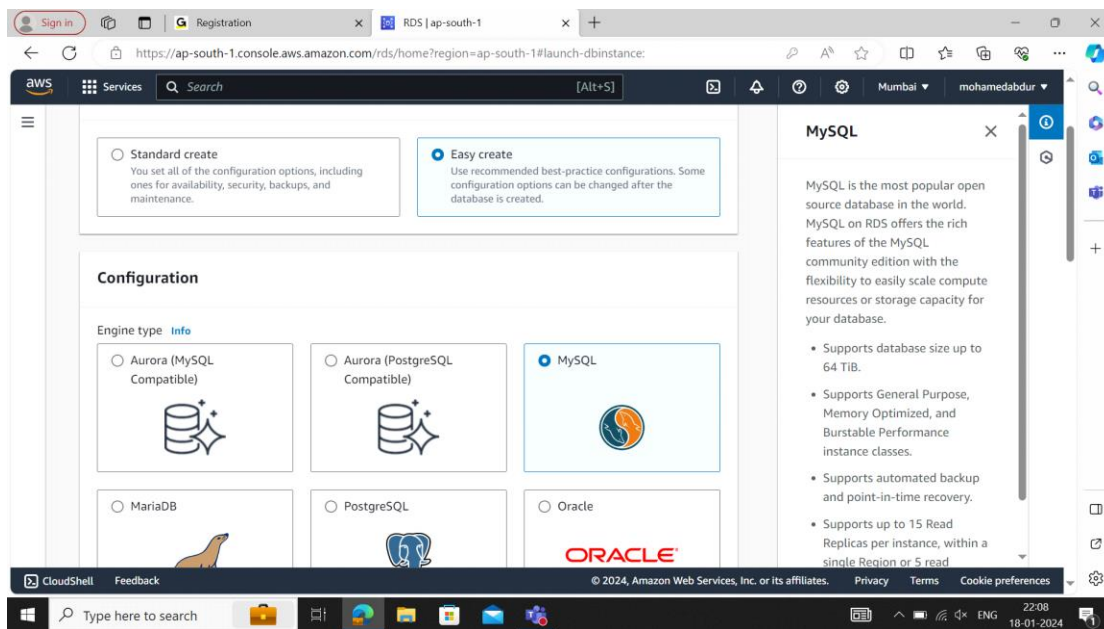 Sign in
Registration
RDS | ap-south-1
https://ap-south-1.console.aws.amazon.com/rds/home?region=ap-south-1#launch-dbinstance:
aws
Services
Search
[Alt+S]
Mumbai
mohamedabdur
Standard create
You set all of the configuration options, including
ones for availability, security, backups, and
maintenance.
Easy create
Use recommended best-practice configurations. Some
configuration options can be changed after the
database is created.
Configuration
Engine type Info
Aurora (MySQL
Compatible)
Aurora (PostgreSQL
Compatible)
MySQL
MariaDB
PostgreSQL
Oracle
ORACLE
MySQL
MySQL is the most popular open
source database in the world.
MySQL on RDS offers the rich
features of the MySQL
community edition with the
flexibility to easily scale compute
resources or storage capacity for
your database.
• Supports database size up to
64 TiB.
• Supports General Purpose,
Memory Optimized, and
Burstable Performance
instance classes.
• Supports automated backup
and point-in-time recovery.
• Supports up to 15 Read
Replicas per instance, within a
single Region or 5 read
CloudShell Feedback
© 2024, Amazon Web Services, Inc. or its affiliates. Privacy Terms Cookie preferences
Type here to search
ENG
22:08
18-01-2024